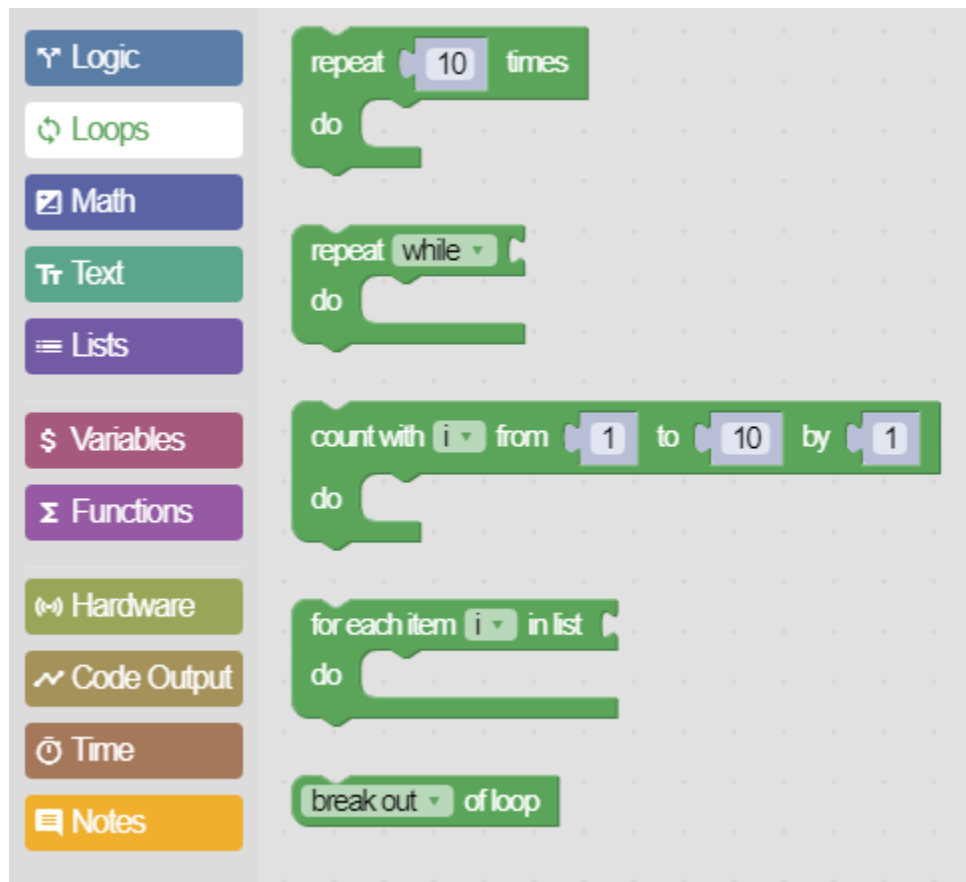 Logic
Loops
Math
Text
Lists
Variables
Functions
Hardware
Code Output
Time
Notes
repeat 10 times
do
repeat while
do
count with i from 1 to 10 by 1
do
for each item i in list
do
break out of loop